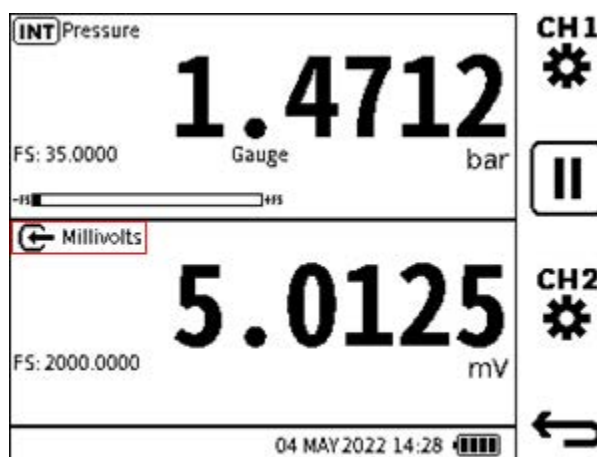 INT Pressure
CH1
1.4712
FS: 35.0000
Gauge
bar
-FS
+FS
Millivolts
5.0125
CH2
FS: 2000.0000
mV
04 MAY 2022 14:28